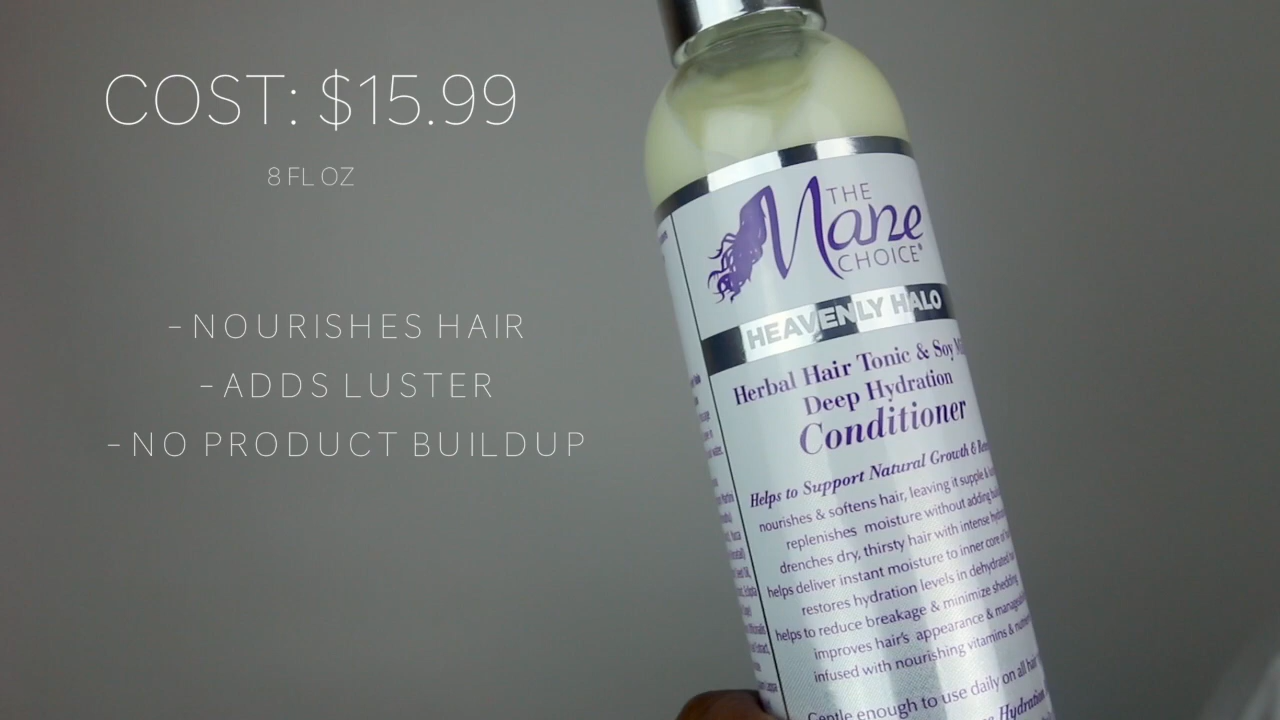 COST: $15.99
8 FL OZ
- NOURISHES HAIR
- ADDS LUSTER
- NO PRODUCT BUILDUP
THE
Mane
CHOICE
HEAVENLY HALO
Herbal Hair Tonic & Soy
Deep Hydration
Conditioner
Helps to Support Natural Growth &
nourishes & softens hair, leaving it supple &
replenishes moisture without adding
drenches dry, thirsty hair with intense
helps deliver instant moisture to inner core
restores hydration levels in dehydrated
helps to reduce breakage & minimize shedding
improves hair's appearance &
infused with nourishing vitamins &
Gentle enough to use daily on all
Hydration